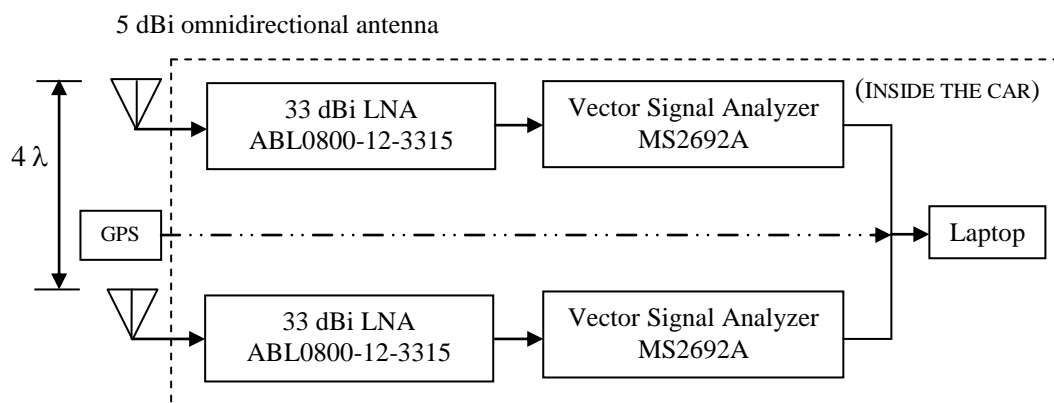 5 dBi omnidirectional antenna
(INSIDE THE CAR)
33 dBi LNA
ABL0800-12-3315
Vector Signal Analyzer
MS2692A
4 λ
GPS
Laptop
33 dBi LNA
ABL0800-12-3315
Vector Signal Analyzer
MS2692A